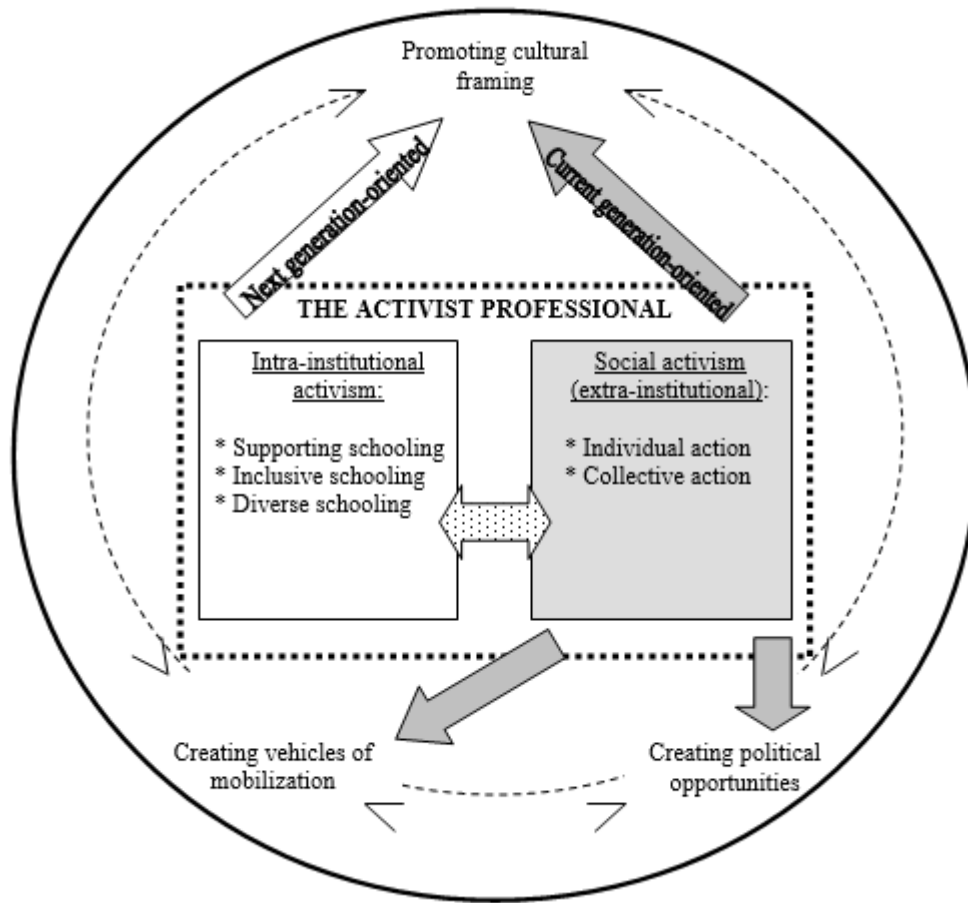 Promoting cultural
framing
Next generation-oriented
Current generation-oriented
THE ACTIVIST PROFESSIONAL
Intra-institutional
activism:
* Supporting schooling
* Inclusive schooling
* Diverse schooling
Social activism
(extra-institutional):
* Individual action
* Collective action
Creating vehicles of
mobilization
Creating political
opportunities